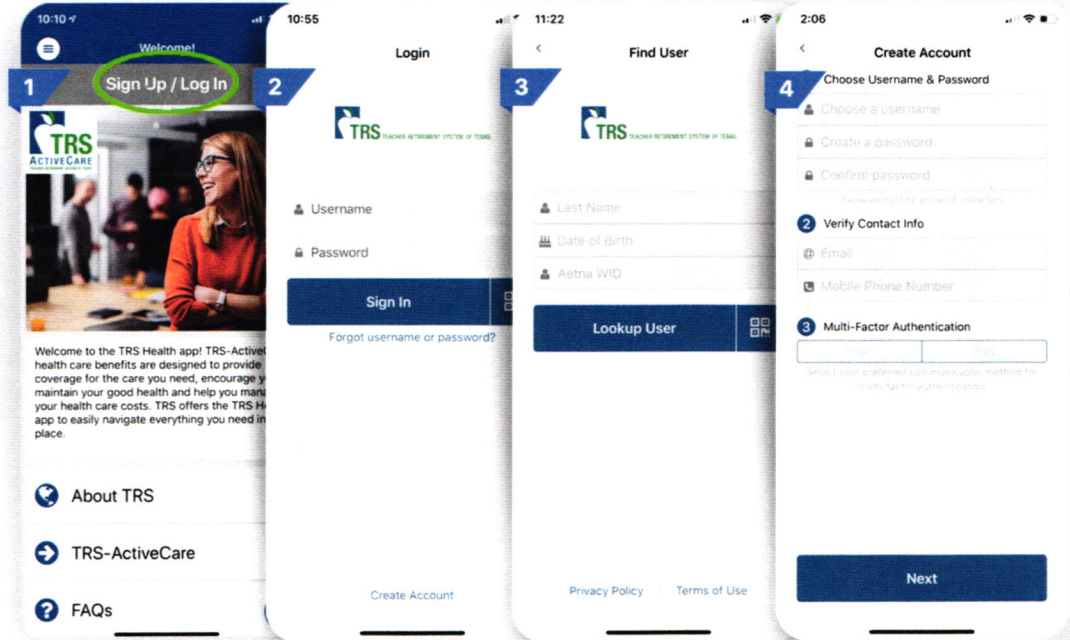 10:10
Welcome!
Sign Up / Log In
1
TRS
ACTIVECARE
Welcome to the TRS Health app! TRS-Active
health care benefits are designed to provide
coverage for the care you need, encourage y
maintain your good health and help you mana
your health care costs. TRS offers the TRS H
app to easily navigate everything you need in
place.
About TRS
TRS-ActiveCare
FAQs
10:55
Login
2
TRS TEACHER RETIREMENT SYSTEM OF TEXAS
Username
Password
Sign In
Forgot username or password?
Create Account
11:22
Find User
3
TRS TEACHER RETIREMENT SYSTEM OF TEXAS
Last Name
Date of Birth
Aetna WID
Lookup User
Privacy Policy Terms of Use
2:06
Create Account
4
Choose Username & Password
Choose a username
Create a password
Confirm password
Password must be at least 8 characters
2 Verify Contact Info
@ Email
Mobile Phone Number
3 Multi-Factor Authentication
Select your preferred communication method for
multi-factor authentication
Next